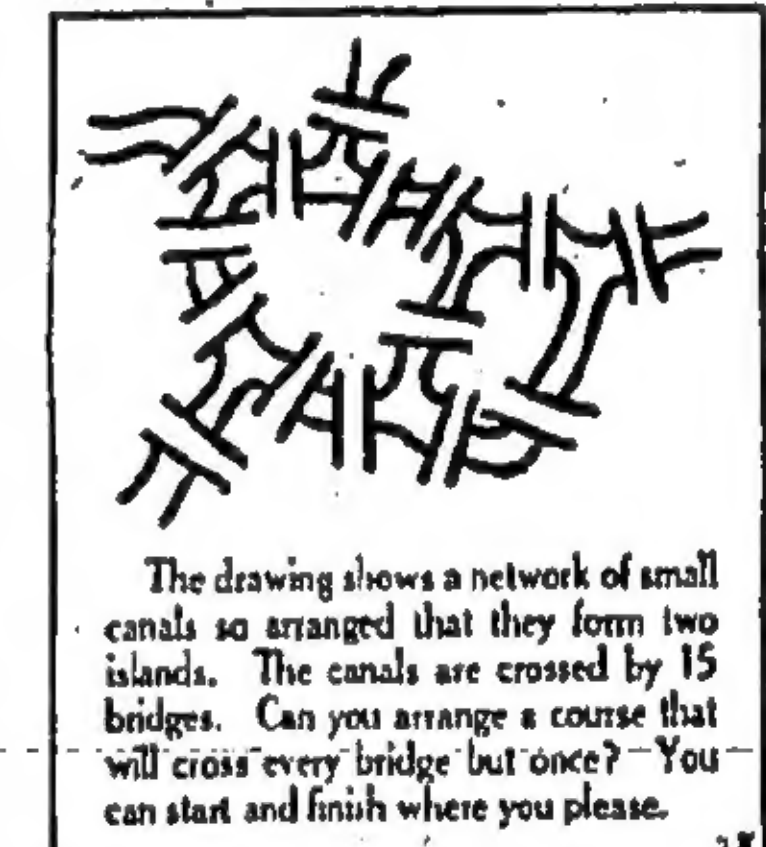 The drawing shows a network of small
canals so arranged that they form two
islands. The canals are crossed by 15
bridges. Can you arrange a course that
will cross every bridge but once? You
can start and finish where you please.